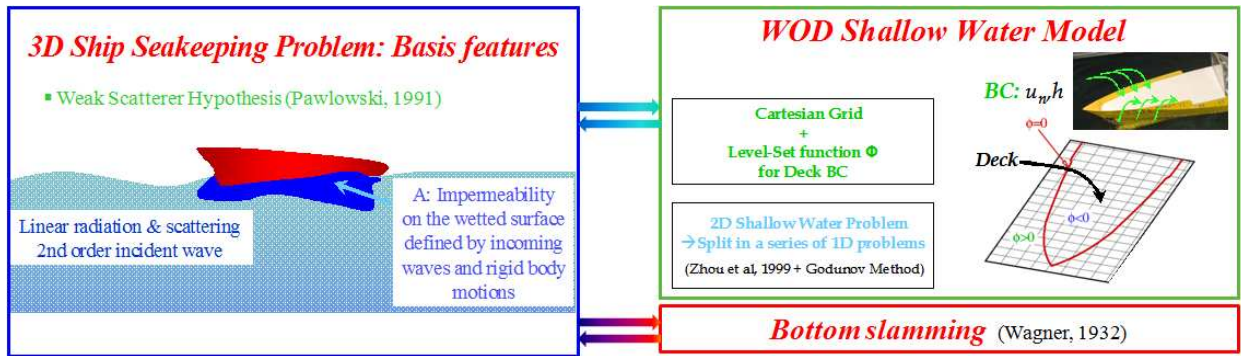 3D Ship Seakeeping Problem: Basis features
▪ Weak Scatterer Hypothesis (Pawlowski, 1991)
Linear radiation & scattering
2nd order incident wave
A: Impermeability
on the wetted surface
defined by incoming
waves and rigid body
motions
WOD Shallow Water Model
Cartesian Grid
+
Level-Set function Φ
for Deck BC
2D Shallow Water Problem
→Split in a series of 1D problems
(Zhou et al, 1999 + Godunov Method)
BC: uₙ,h
ϕ=0
Deck
ϕ<0
ϕ>0
Bottom slamming (Wagner, 1932)